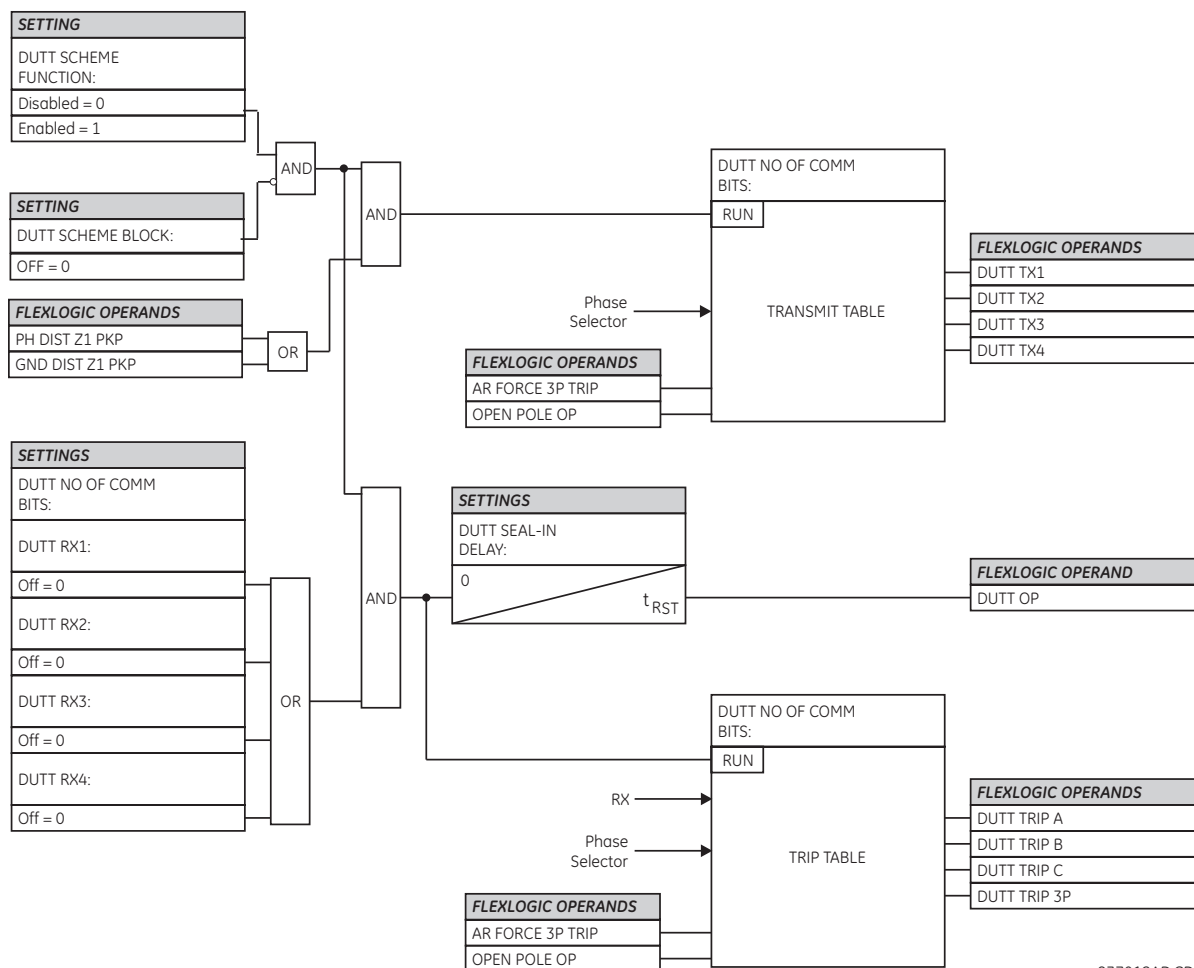 SETTING
DUTT SCHEME
FUNCTION:
Disabled = 0
Enabled = 1
AND
SETTING
DUTT SCHEME BLOCK:
OFF = 0
AND
FLEXLOGIC OPERANDS
PH DIST Z1 PKP
GND DIST Z1 PKP
OR
DUTT NO OF COMM
BITS:
RUN
Phase
Selector
TRANSMIT TABLE
FLEXLOGIC OPERANDS
AR FORCE 3P TRIP
OPEN POLE OP
FLEXLOGIC OPERANDS
DUTT TX1
DUTT TX2
DUTT TX3
DUTT TX4
SETTINGS
DUTT NO OF COMM
BITS:
DUTT RX1:
Off = 0
DUTT RX2:
Off = 0
DUTT RX3:
Off = 0
DUTT RX4:
Off = 0
OR
AND
SETTINGS
DUTT SEAL-IN
DELAY:
0
tRST
FLEXLOGIC OPERAND
DUTT OP
DUTT NO OF COMM
BITS:
RUN
RX
Phase
Selector
TRIP TABLE
FLEXLOGIC OPERANDS
AR FORCE 3P TRIP
OPEN POLE OP
FLEXLOGIC OPERANDS
DUTT TRIP A
DUTT TRIP B
DUTT TRIP C
DUTT TRIP 3P